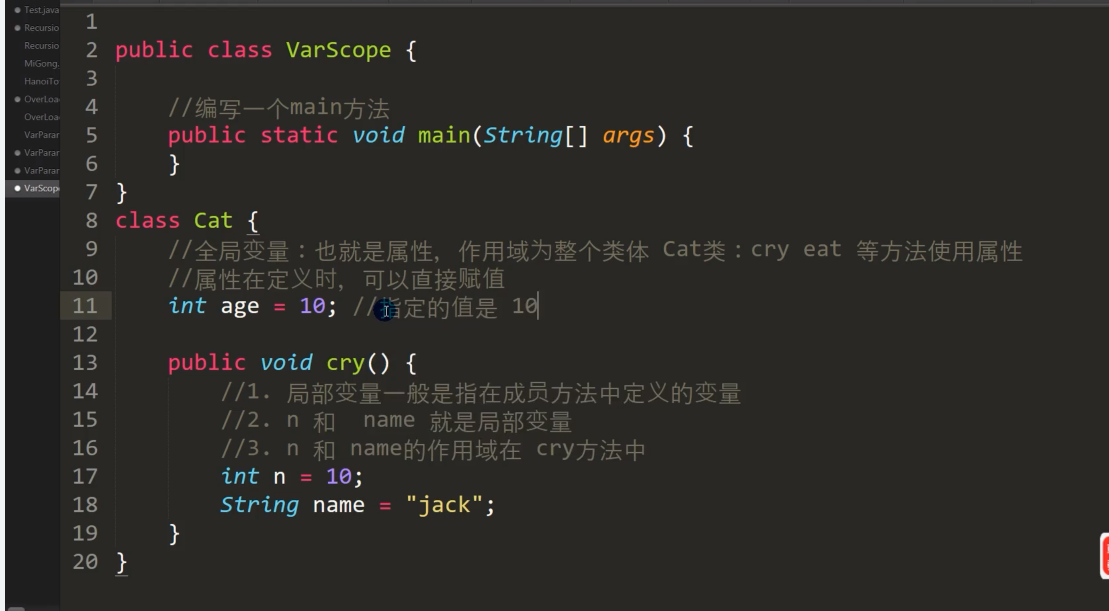 Test.java
Recursio
Recursio
MiGong.
HanoiTo
OverLoa
OverLoa
VarParar
VarParar
VarParar
VarScope
1
2 public class VarScope {
3
4 //编写一个main方法
5 public static void main(String[] args) {
6 }
7 }
8 class Cat {
9 //全局变量：也就是属性，作用域为整个类体 Cat类：cry eat 等方法使用属性
10 //属性在定义时，可以直接赋值
11 int age = 10; //指定的值是 10
12
13 public void cry() {
14 //1. 局部变量一般是指在成员方法中定义的变量
15 //2. n 和  name 就是局部变量
16 //3. n 和 name的作用域在 cry方法中
17 int n = 10;
18 String name = "jack";
19 }
20 }